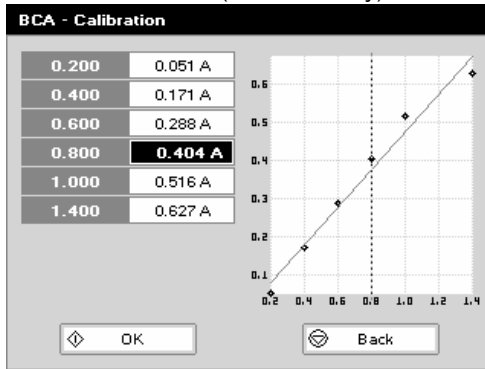 BCA - Calibration
0.200 0.051 A
0.400 0.171 A
0.600 0.288 A
0.800 0.404 A
1.000 0.516 A
1.400 0.627 A
0.6
0.5
0.4
0.3
0.2
0.1
0.2 0.4 0.6 0.8 1.0 1.2 1.4
OK
Back